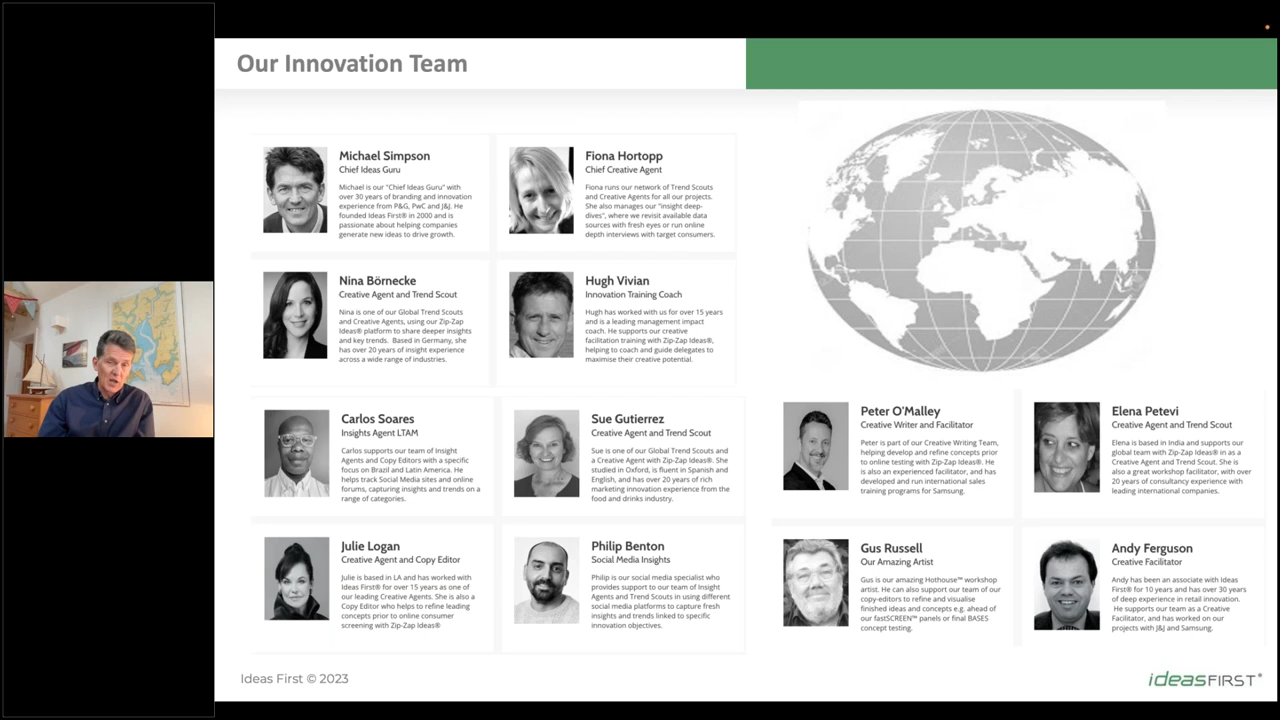 Our Innovation Team
Michael Simpson
Chief Ideas Guru
Michael is our "Chief Ideas Guru" with
over 30 years of branding and innovation
experience from P&G, PwC and J&J. He
founded Ideas First® in 2000 and is
passionate about helping companies
generate new ideas to drive growth.
Fiona Hortopp
Chief Creative Agent
Fiona runs our network of Trend Scouts
and Creative Agents for all our projects.
She also manages our "insight deep-
dives", where we revisit available data
sources with fresh eyes or run online
depth interviews with target consumers.
Nina Börnecke
Creative Agent and Trend Scout
Nina is one of our Global Trend Scouts
and Creative Agents, using our Zip-Zap
Ideas® platform to share deeper insights
and key trends.  Based in Germany, she
has over 20 years of insight experience
across a wide range of industries.
Hugh Vivian
Innovation Training Coach
Hugh has worked with us for over 15 years
and is a leading management impact
coach. He supports our creative
facilitation training with Zip-Zap Ideas®,
helping to coach and guide delegates to
maximise their creative potential.
Carlos Soares
Insights Agent LTAM
Carlos supports our team of Insight
Agents and Copy Editors with a specific
focus on Brazil and Latin America. He
helps track Social Media sites and online
forums, capturing insights and trends on a
range of categories.
Sue Gutierrez
Creative Agent and Trend Scout
Sue is one of our Global Trend Scouts and
a Creative Agent with Zip-Zap Ideas®. She
studied in Oxford, is fluent in Spanish and
English, and has over 20 years of rich
marketing innovation experience from the
food and drinks industry.
Julie Logan
Creative Agent and Copy Editor
Julie is based in LA and has worked with
Ideas First® for over 15 years as one of
our leading Creative Agents. She is also a
Copy Editor who helps to refine leading
concepts prior to online consumer
screening with Zip-Zap Ideas®
Philip Benton
Social Media Insights
Philip is our social media specialist who
provides support to our team of Insight
Agents and Trend Scouts in using different
social media platforms to capture fresh
insights and trends linked to specific
innovation objectives.
Peter O'Malley
Creative Writer and Facilitator
Peter is part of our Creative Writing Team,
helping develop and refine concepts prior
to online testing with Zip-Zap Ideas®. He
is also an experienced facilitator, and has
developed and run international sales
training programs for Samsung.
Elena Petevi
Creative Agent and Trend Scout
Elena is based in India and supports our
global team with Zip-Zap Ideas® in as a
Creative Agent and Trend Scout. She is
also a great workshop facilitator, with over
20 years of consultancy experience with
leading international companies.
Gus Russell
Our Amazing Artist
Gus is our amazing Hothouse™ workshop
artist. He can also support our team of our
copy-editors to refine and visualise
finished ideas and concepts e.g. ahead of
our fastSCREEN™ panels or final BASES
concept testing.
Andy Ferguson
Creative Facilitator
Andy has been an associate with Ideas
First® for 10 years and has over 30 years
of deep experience in retail innovation.
He supports our team as a Creative
Facilitator, and has worked on our
projects with J&J and Samsung.
Ideas First © 2023
ideasFIRST®